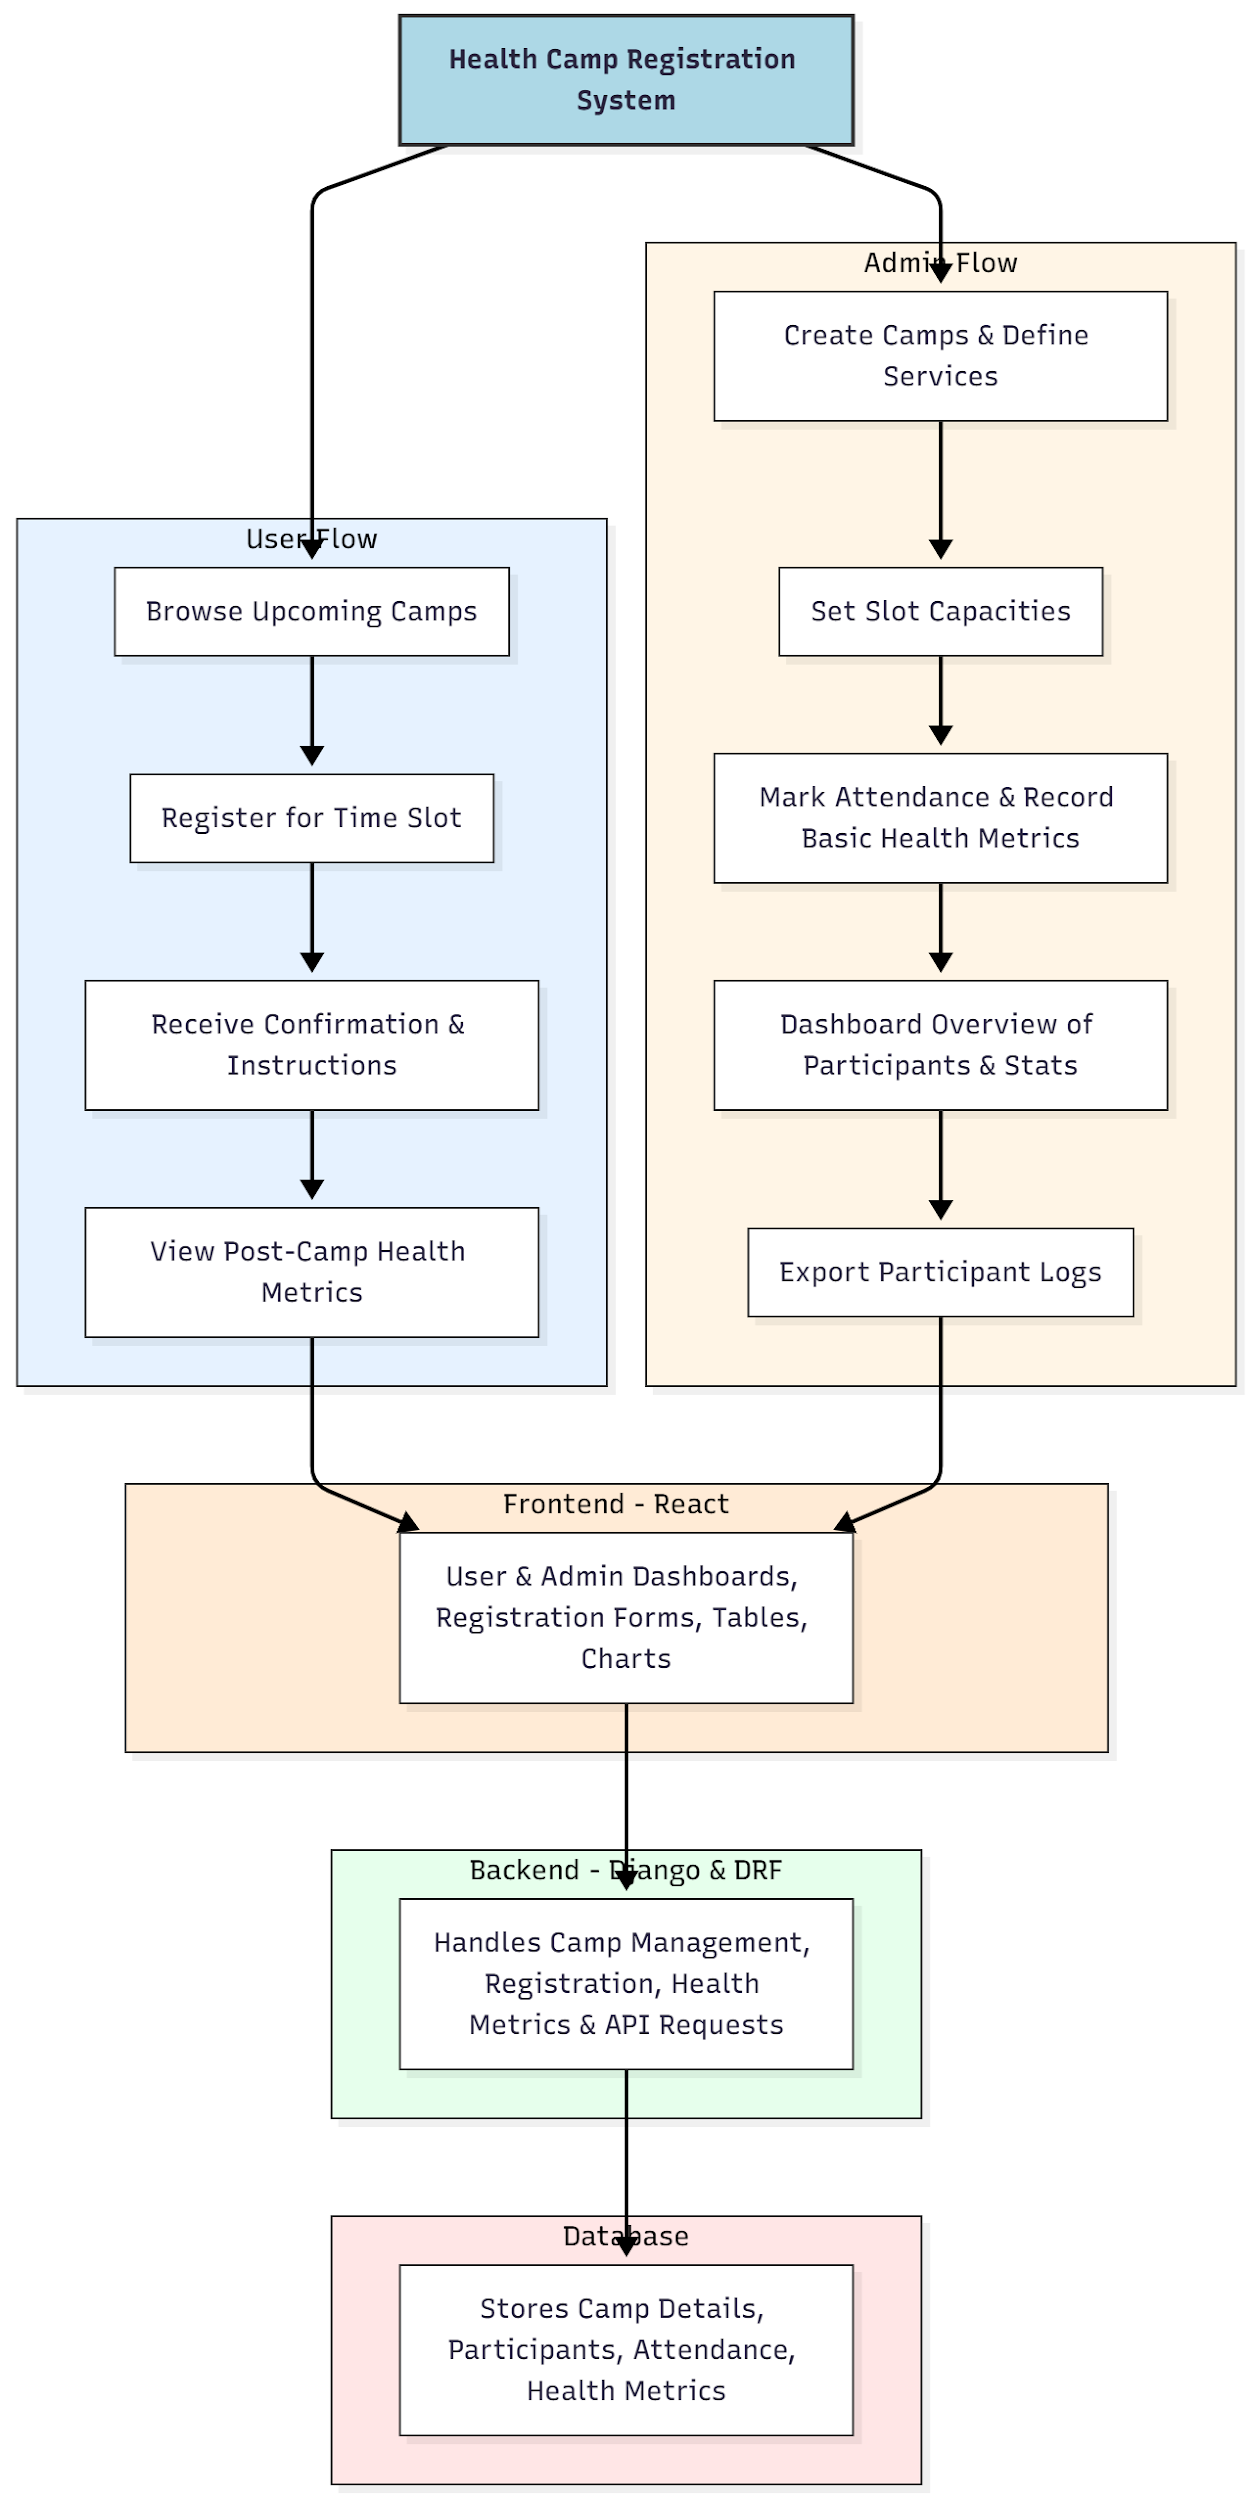 Health Camp Registration
System
Admin Flow
Create Camps & Define
Services
User Flow
Browse Upcoming Camps
Set Slot Capacities
Register for Time Slot
Mark Attendance & Record
Basic Health Metrics
Receive Confirmation &
Instructions
Dashboard Overview of
Participants & Stats
View Post-Camp Health
Metrics
Export Participant Logs
Frontend - React
User & Admin Dashboards,
Registration Forms, Tables,
Charts
Backend - Django & DRF
Handles Camp Management,
Registration, Health
Metrics & API Requests
Database
Stores Camp Details,
Participants, Attendance,
Health Metrics